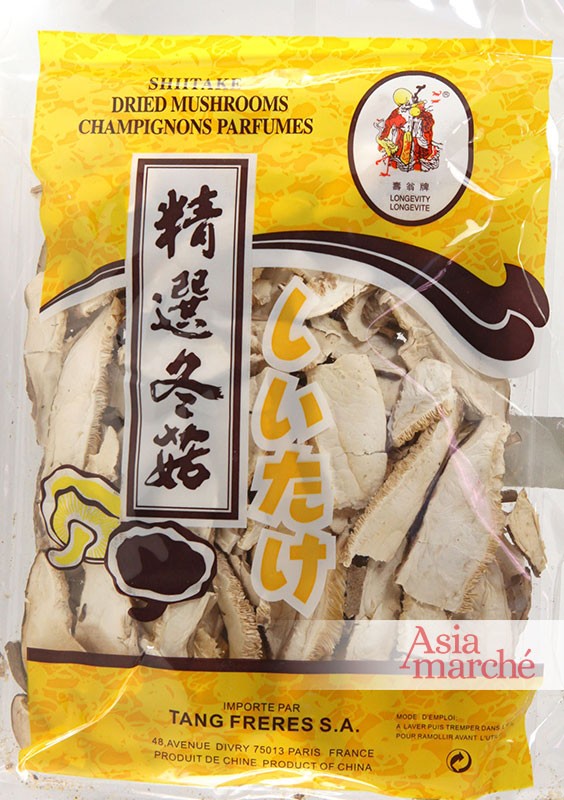 SHIITAKE
DRIED MUSHROOMS
CHAMPIGNONS PARFUMES
®
壽翁牌
LONGEVITY
LONGEVITE
精選冬菇
しいたけ
Asia
marché
IMPORTE PAR
TANG FRERES S.A.
48,AVENUE DIVRY 75013 PARIS FRANCE
PRODUIT DE CHINE PRODUCT OF CHINA
MODE D'EMPLOI:
A LAVER PUIS TREMPER DANS
POUR RAMOLLIR AVANT